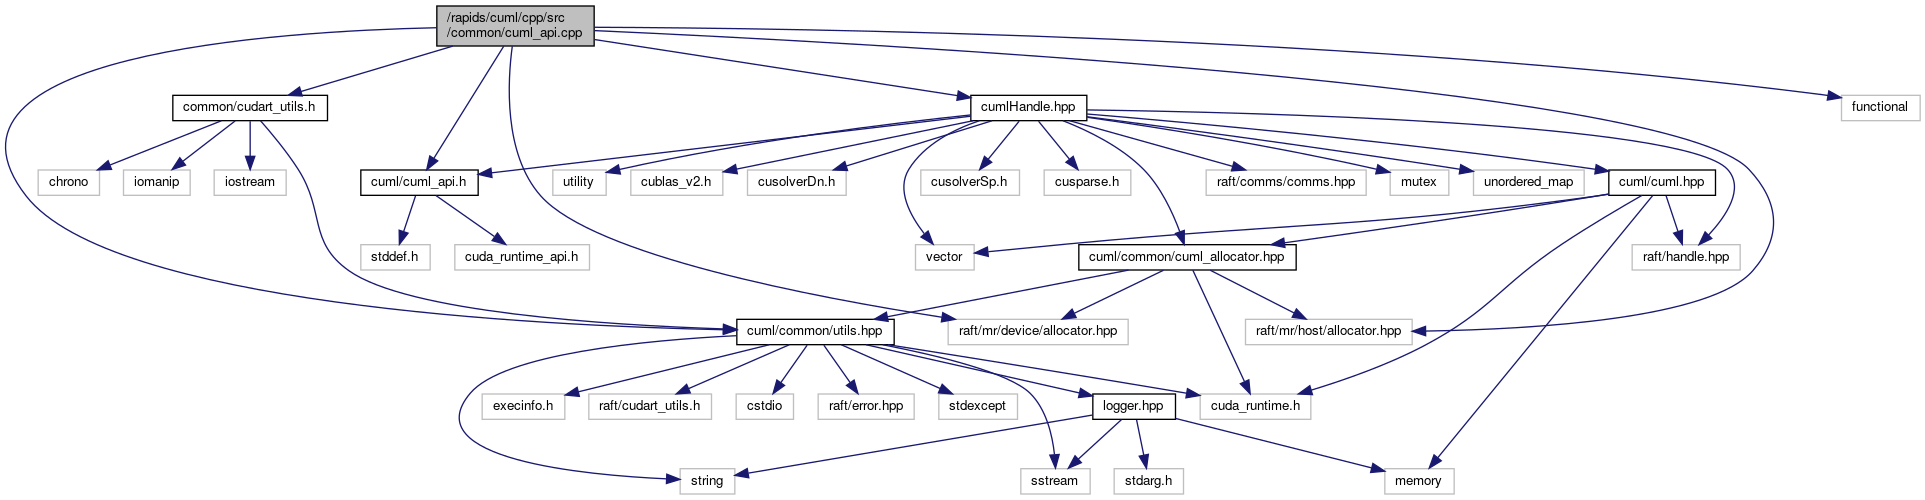 /rapids/cuml/cpp/src
/common/cuml_api.cpp
common/cudart_utils.h
cumlHandle.hpp
functional
chrono
iomanip
iostream
cuml/cuml_api.h
utility
cublas_v2.h
cusolverDn.h
cusolverSp.h
cusparse.h
raft/comms/comms.hpp
mutex
unordered_map
cuml/cuml.hpp
stddef.h
cuda_runtime_api.h
vector
cuml/common/cuml_allocator.hpp
raft/handle.hpp
cuml/common/utils.hpp
raft/mr/device/allocator.hpp
raft/mr/host/allocator.hpp
execinfo.h
raft/cudart_utils.h
cstdio
raft/error.hpp
stdexcept
logger.hpp
cuda_runtime.h
string
sstream
stdarg.h
memory